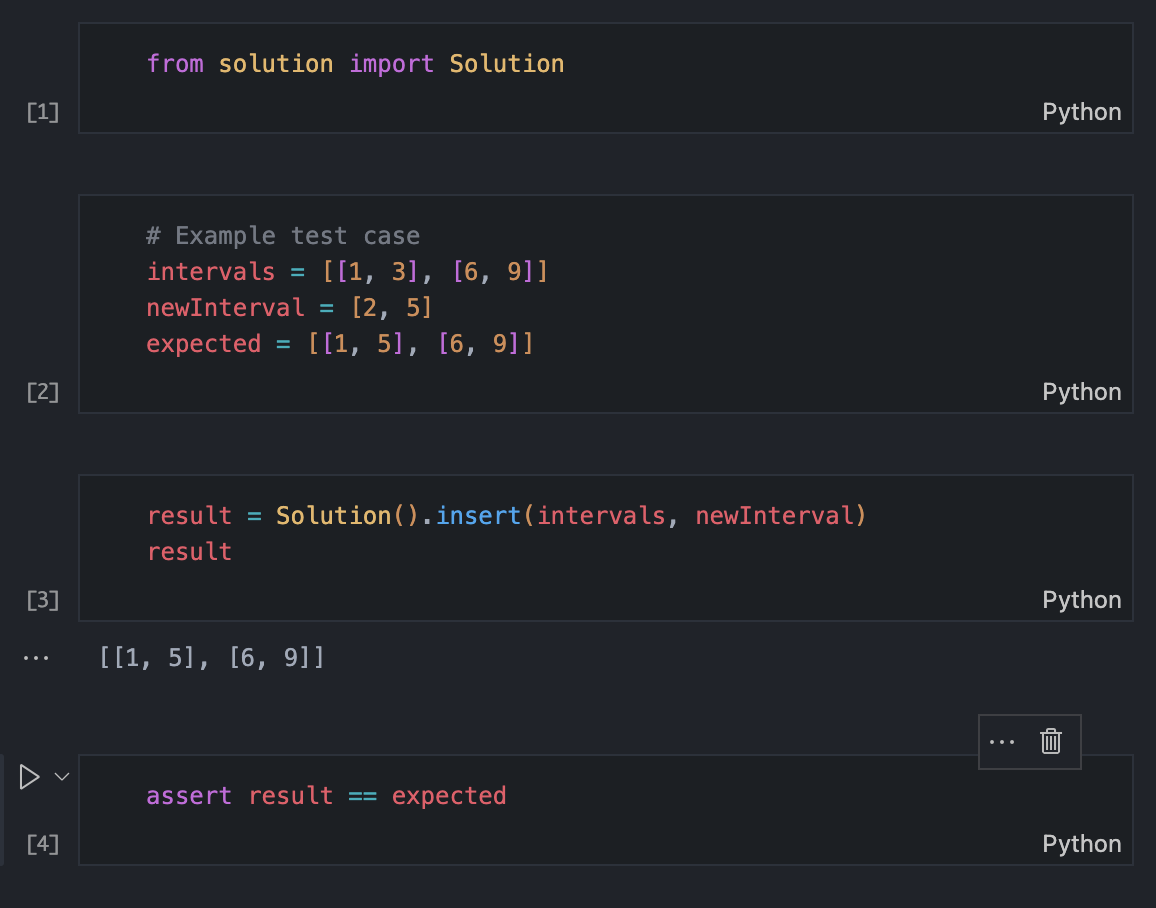 from solution import Solution
[1]
Python
# Example test case
intervals = [[1, 3], [6, 9]]
newInterval = [2, 5]
expected = [[1, 5], [6, 9]]
[2]
Python
result = Solution().insert(intervals, newInterval)
result
[3]
Python
[[1, 5], [6, 9]]
assert result == expected
[4]
Python